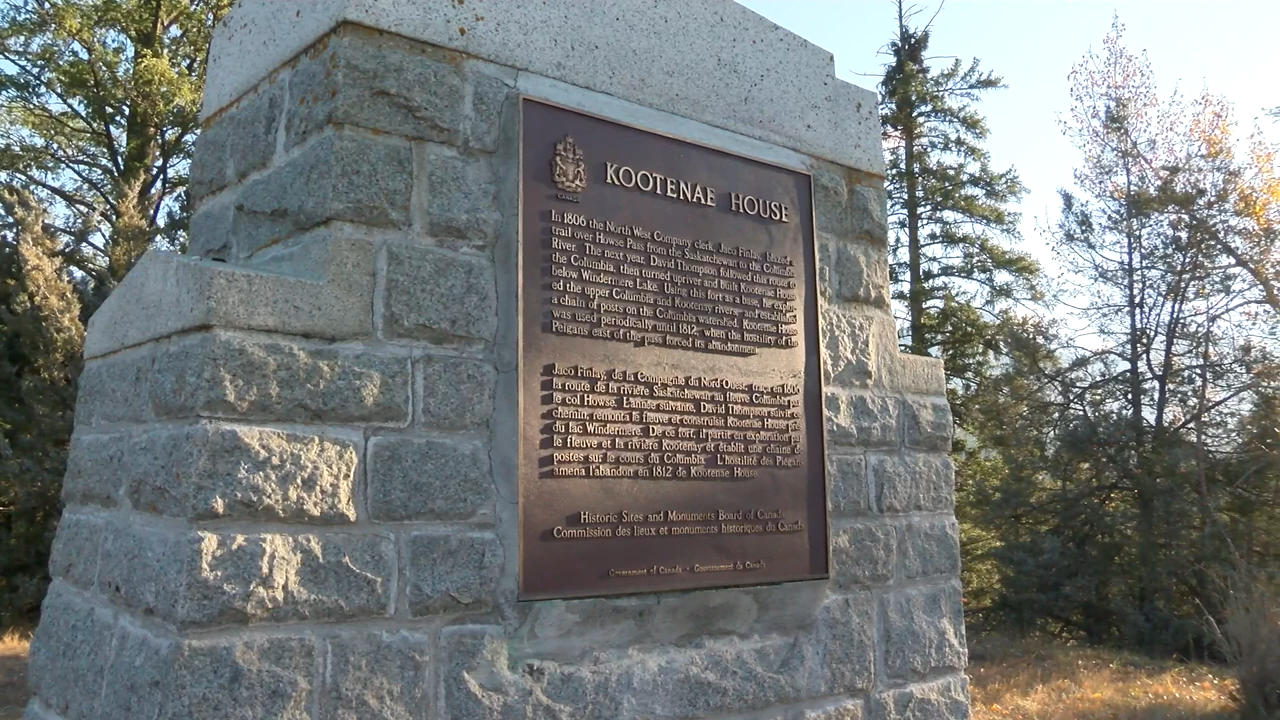 CANADA
KOOTENAE HOUSE
In 1806 the North West Company clerk, Jaco Finlay, blazed a
trail over Howse Pass from the Saskatchewan to the Columbia
River. The next year, David Thompson followed this route to
the Columbia, then turned upriver and built Kootenae House
below Windermere Lake. Using this fort as a base, he explor-
ed the upper Columbia and Kootenay rivers, and established
a chain of posts on the Columbia watershed. Kootenae House
was used periodically until 1812, when the hostility of the
Peigans east of the pass forced its abandonment.
Jaco Finlay, de la Compagnie du Nord-Ouest, traça en 1806
la route de la rivière Saskatchewan au fleuve Columbia par
le col Howse. L'année suivante, David Thompson suivit ce
chemin, remonta le fleuve et construisit Kootenae House près
du lac Windermere. De ce fort, il partit en exploration par
le fleuve et la rivière Kootenay et établit une chaîne de
postes sur le cours du Columbia. L'hostilité des Piégans
amena l'abandon en 1812 de Kootenae House.
Historic Sites and Monuments Board of Canada.
Commission des lieux et monuments historiques du Canada.
Government of Canada - Gouvernement du Canada